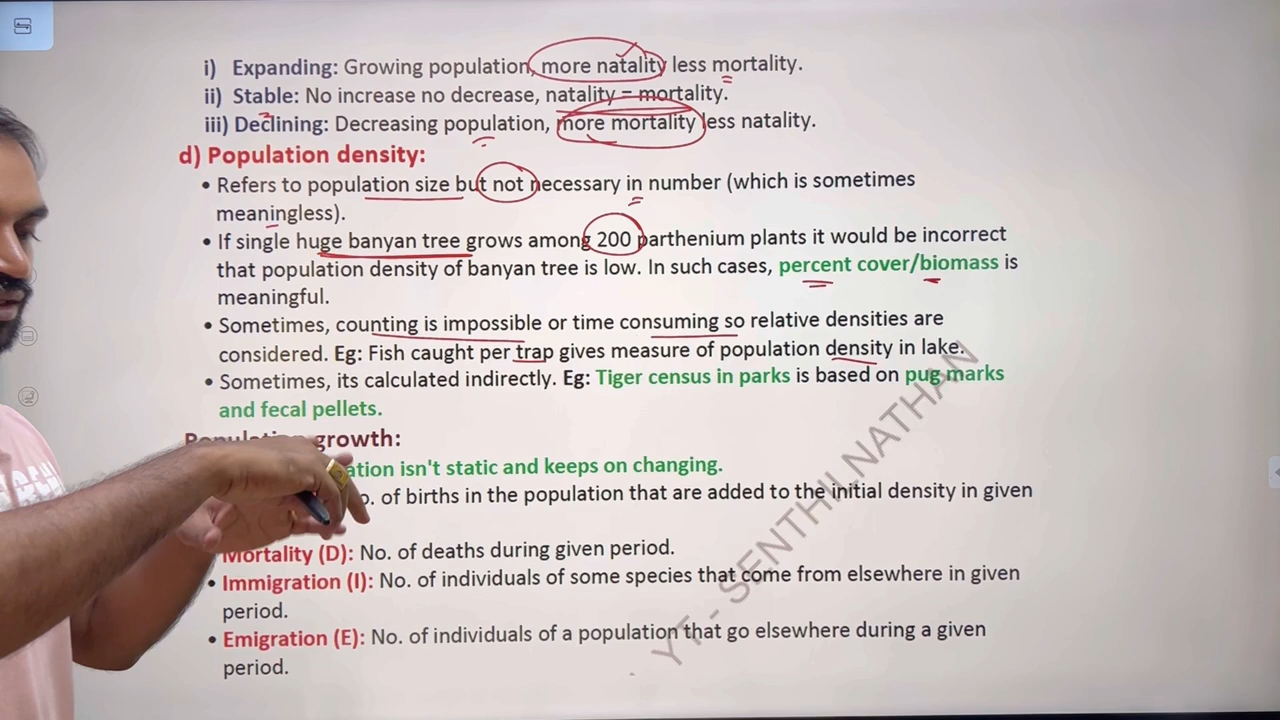 i) Expanding: Growing population, more natality less mortality.
ii) Stable: No increase no decrease, natality = mortality.
iii) Declining: Decreasing population, more mortality less natality.
d) Population density:
• Refers to population size but not necessary in number (which is sometimes
meaningless).
• If single huge banyan tree grows among 200 parthenium plants it would be incorrect
that population density of banyan tree is low. In such cases, percent cover/biomass is
meaningful.
• Sometimes, counting is impossible or time consuming so relative densities are
considered. Eg: Fish caught per trap gives measure of population density in lake.
• Sometimes, its calculated indirectly. Eg: Tiger census in parks is based on pug marks
and fecal pellets.
Population growth:
ation isn't static and keeps on changing.
o. of births in the population that are added to the initial density in given
Mortality (D): No. of deaths during given period.
• Immigration (I): No. of individuals of some species that come from elsewhere in given
period.
• Emigration (E): No. of individuals of a population that go elsewhere during a given
period.
YT - SENTHILNATHAN